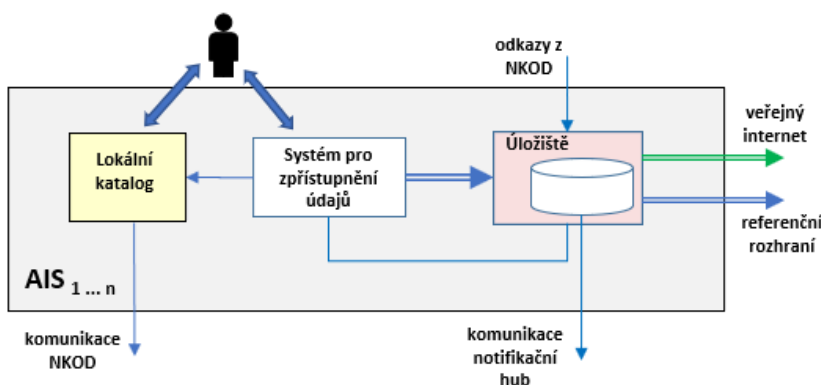 odkazy z
NKOD
veřejný
internet
Lokální
katalog
Systém pro
zpřístupnění
údajů
Úložiště
referenční
rozhraní
AIS 1 ... n
komunikace
NKOD
komunikace
notifikační
hub